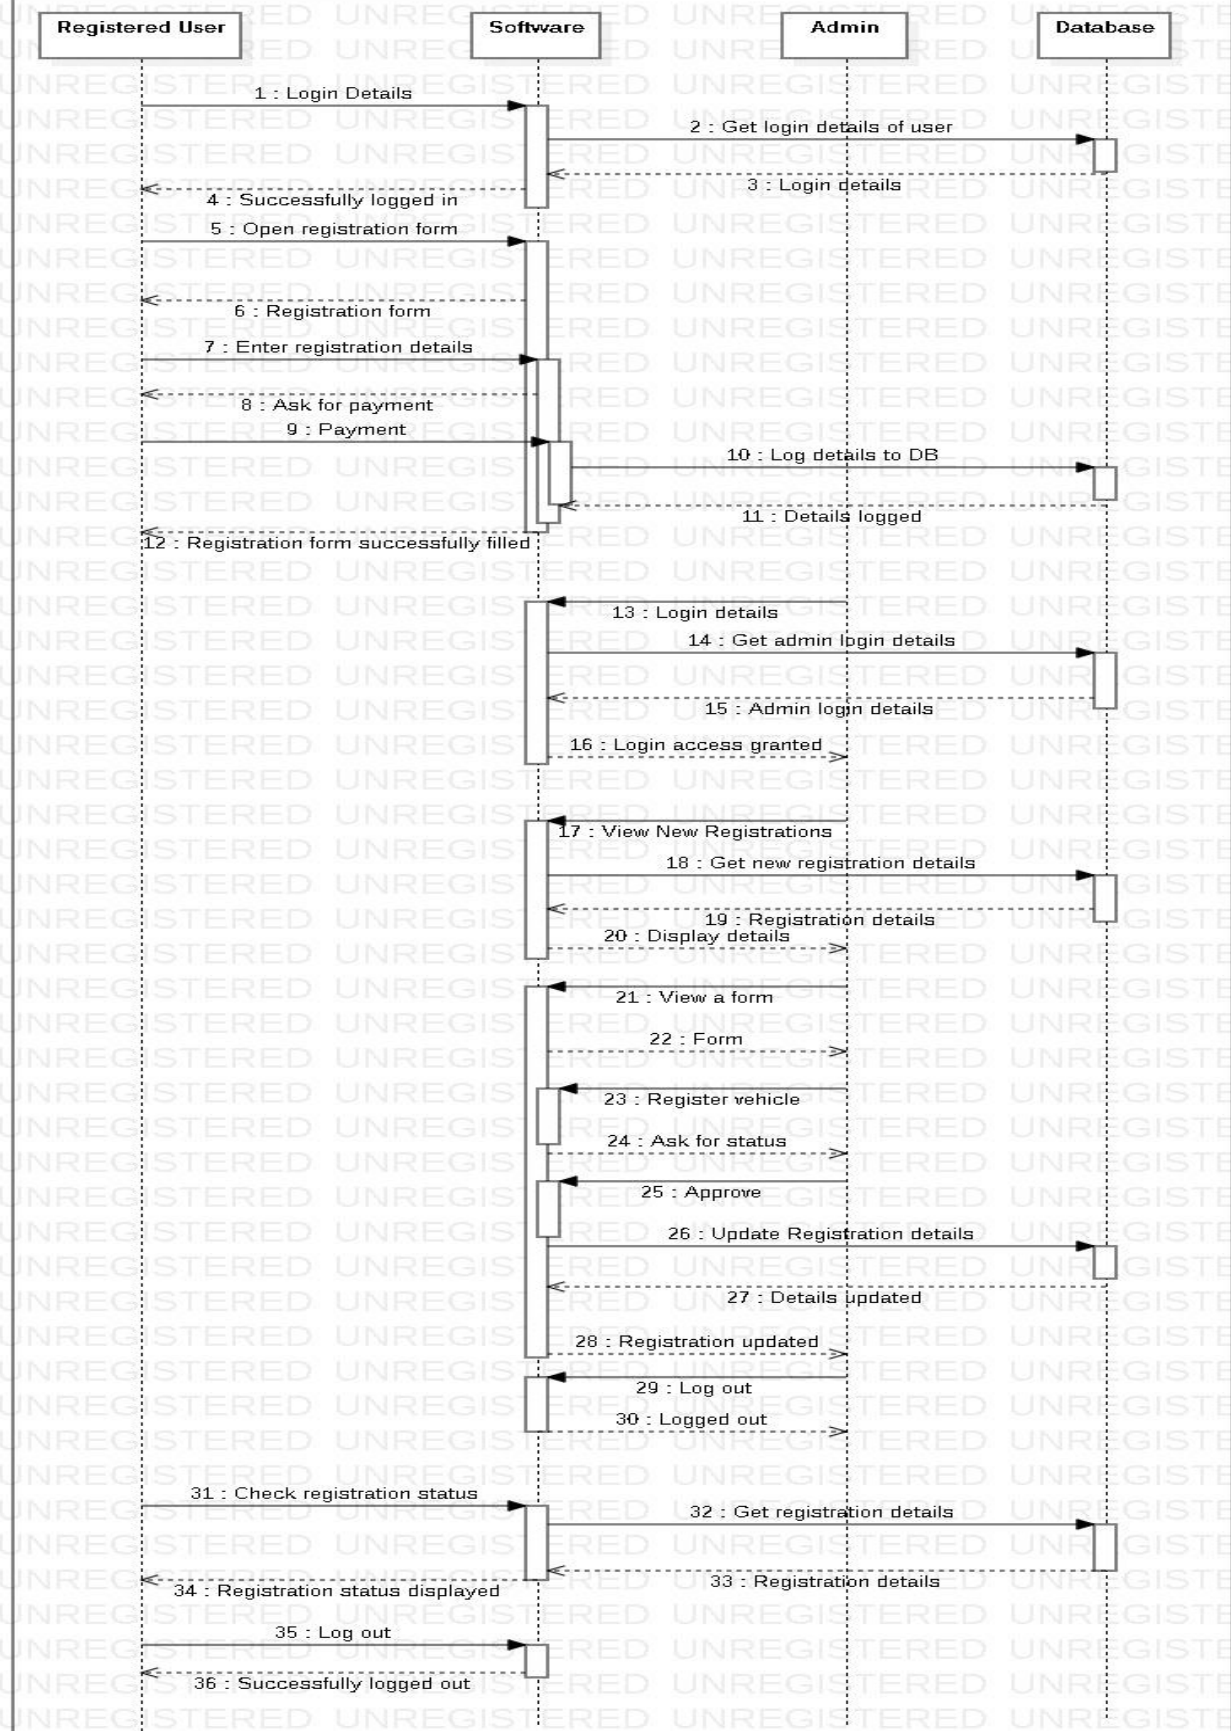 Registered User
Software
Admin
Database
1 : Login Details
2 : Get login details of user
3 : Login details
4 : Successfully logged in
5 : Open registration form
6 : Registration form
7 : Enter registration details
8 : Ask for payment
9 : Payment
10 : Log details to DB
11 : Details logged
12 : Registration form successfully filled
13 : Login details
14 : Get admin login details
15 : Admin login details
16 : Login access granted
17 : View New Registrations
18 : Get new registration details
19 : Registration details
20 : Display details
21 : View a form
22 : Form
23 : Register vehicle
24 : Ask for status
25 : Approve
26 : Update Registration details
27 : Details updated
28 : Registration updated
29 : Log out
30 : Logged out
31 : Check registration status
32 : Get registration details
33 : Registration details
34 : Registration status displayed
35 : Log out
36 : Successfully logged out
UNREGISTERED